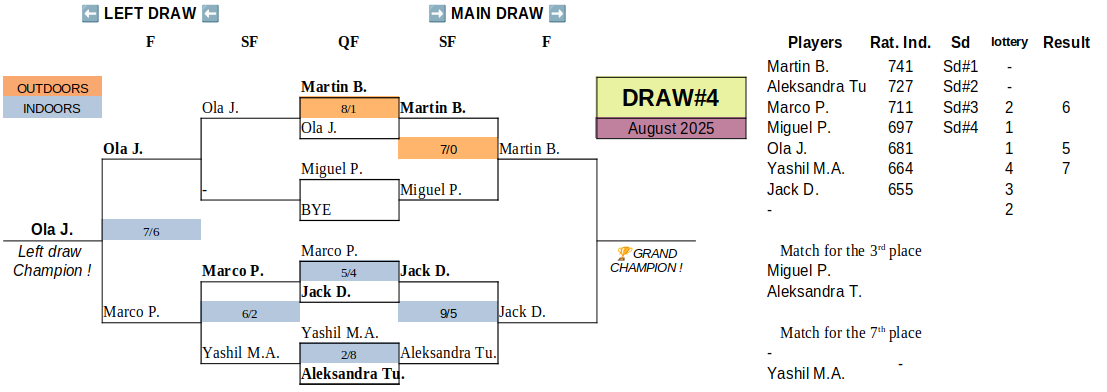 ⬅️ LEFT DRAW ⬅️ ➡️ MAIN DRAW ➡️
F SF QF SF F
Players Rat. Ind. Sd lottery Result
OUTDOORS
INDOORS
Martin B.
Ola J. 8/1 Martin B.
Ola J.
Ola J. 7/0 Martin B.
Miguel P.
- Miguel P.
BYE
Ola J. 7/6
Left draw
Champion !
Marco P.
Marco P. 5/4 Jack D.
Jack D.
Marco P. 6/2 9/5 Jack D.
Yashil M.A.
Yashil M.A. 2/8 Aleksandra Tu.
Aleksandra Tu.
🏆GRAND
CHAMPION !
DRAW#4
August 2025
Martin B. 741 Sd#1 -
Aleksandra Tu 727 Sd#2 -
Marco P. 711 Sd#3 2 6
Miguel P. 697 Sd#4 1
Ola J. 681 1 5
Yashil M.A. 664 4 7
Jack D. 655 3
- 2
Match for the 3rd place
Miguel P.
Aleksandra T.
Match for the 7th place
-
-
Yashil M.A.